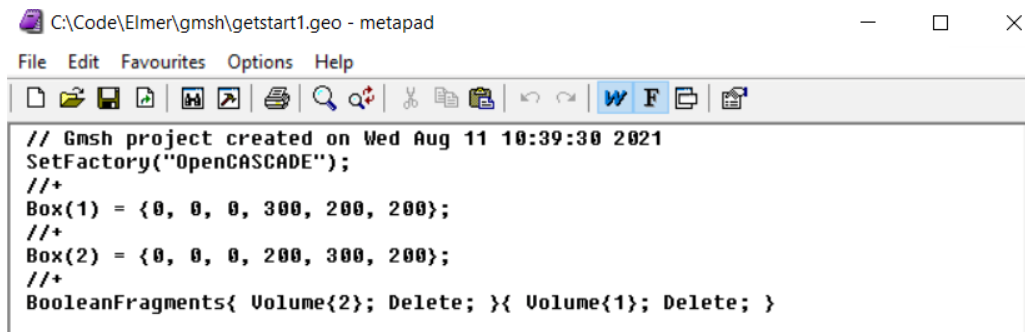 C:\Code\Elmer\gmsh\getstart1.geo - metapad
File Edit Favourites Options Help
W F
// Gmsh project created on Wed Aug 11 10:39:30 2021
SetFactory("OpenCASCADE");
//+
Box(1) = {0, 0, 0, 300, 200, 200};
//+
Box(2) = {0, 0, 0, 200, 300, 200};
//+
BooleanFragments{ Volume{2}; Delete; }{ Volume{1}; Delete; }